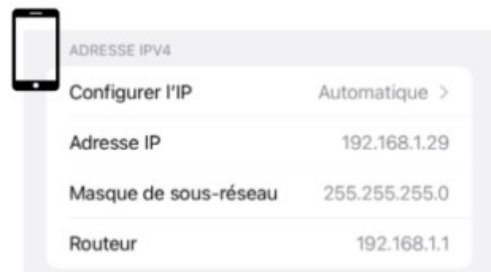 ADRESSE IPV4
Configurer l'IP Automatique >
Adresse IP 192.168.1.29
Masque de sous-réseau 255.255.255.0
Routeur 192.168.1.1